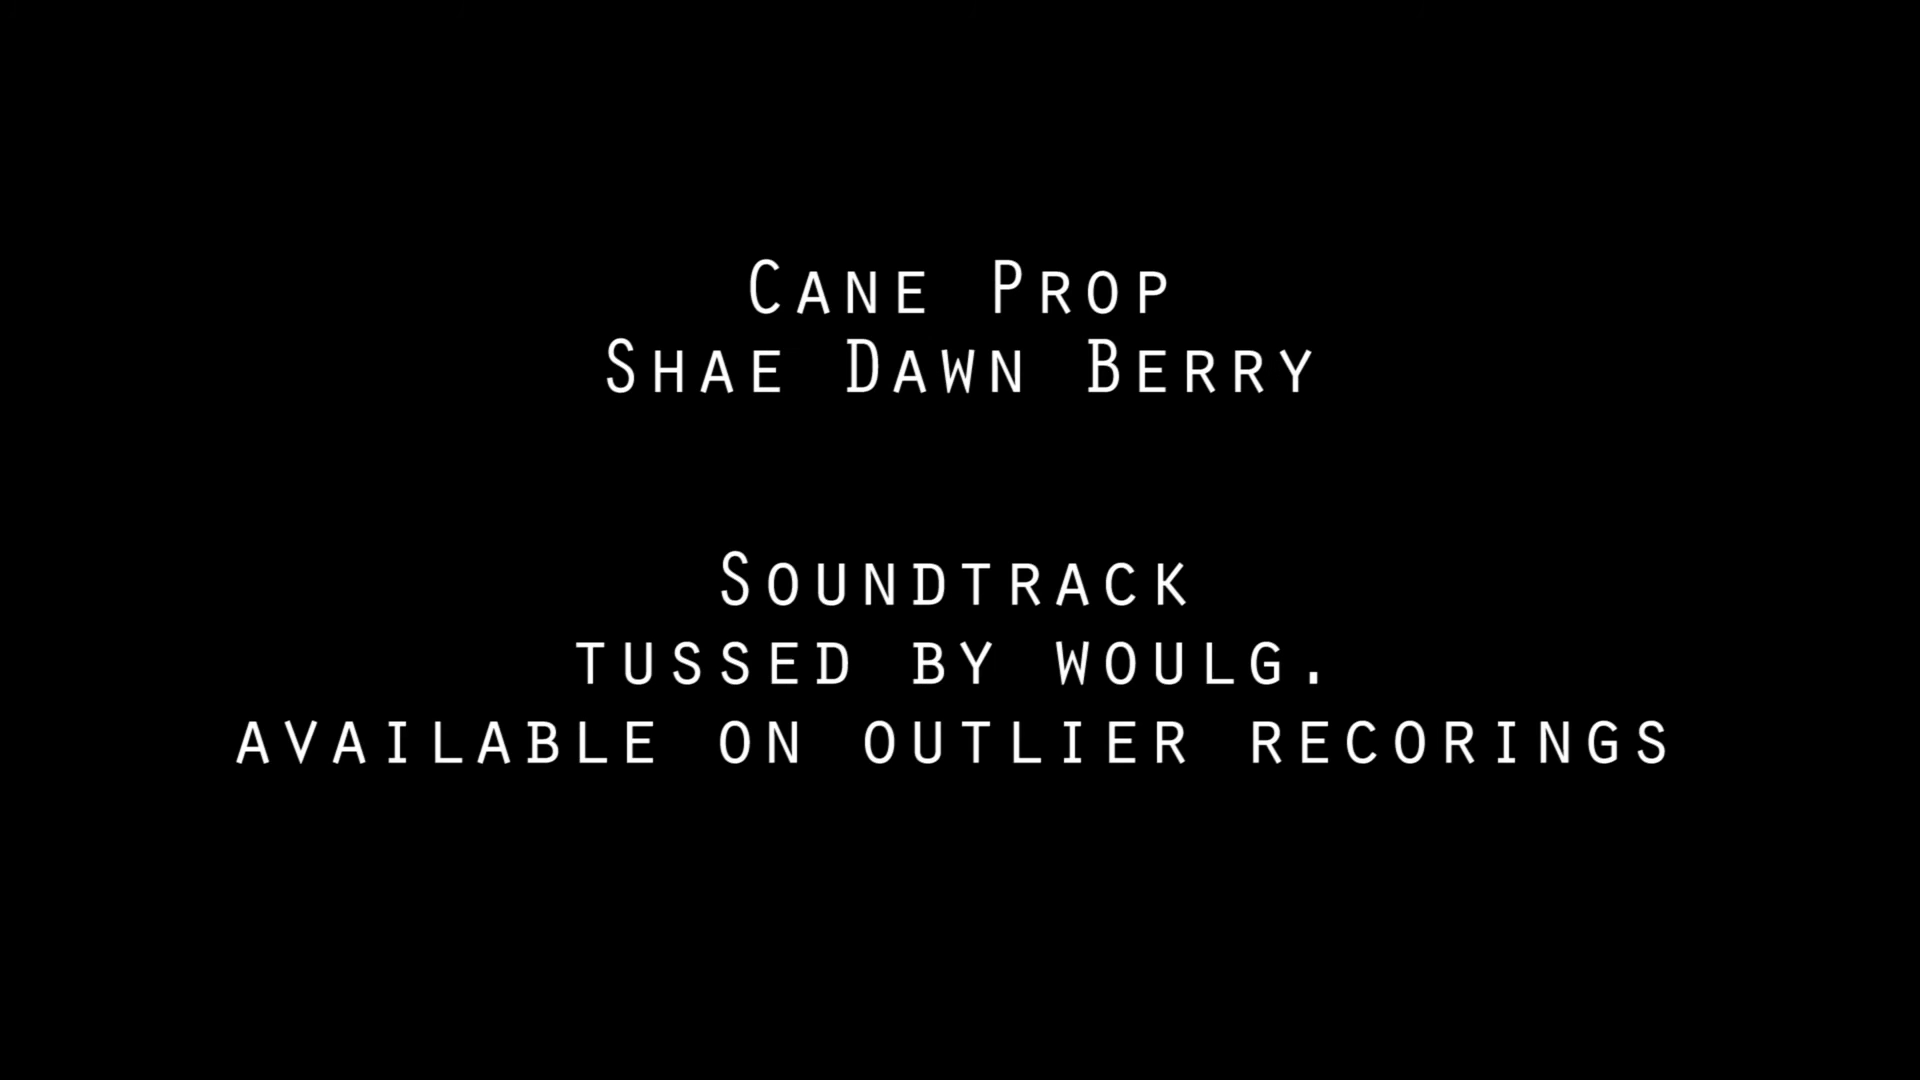 Cane Prop
Shae Dawn Berry
Soundtrack
tussed by woulg.
available on outlier recorings